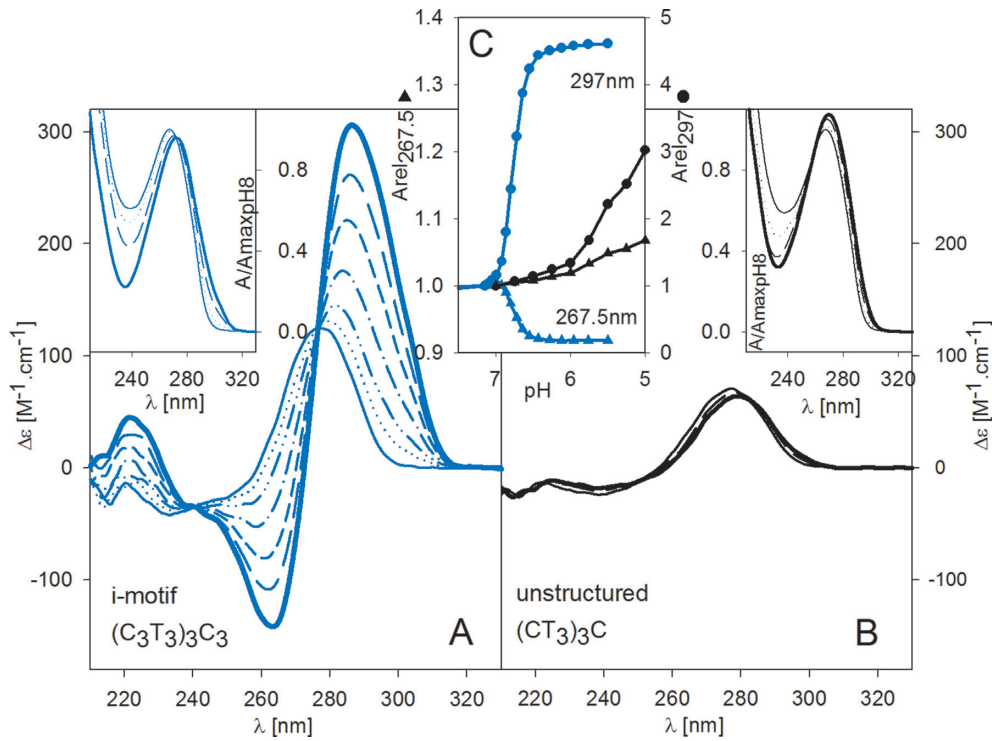 C
1.4
1.3
1.2
1.1
1.0
0.9
5
4
3
2
1
0
297nm
267.5nm
7
6
5
pH
Arel267.5
Arel297
300
200
100
0
-100
Δε [M-1.cm-1]
0.8
0.4
0.0
A/AmaxpH8
240
280
320
λ [nm]
i-motif
(C3T3)3C3
A
220
240
260
280
300
320
λ [nm]
0.8
0.4
0.0
A/AmaxpH8
240
280
320
λ [nm]
unstructured
(CT3)3C
B
220
240
260
280
300
320
λ [nm]
300
200
100
0
-100
Δε [M-1.cm-1]